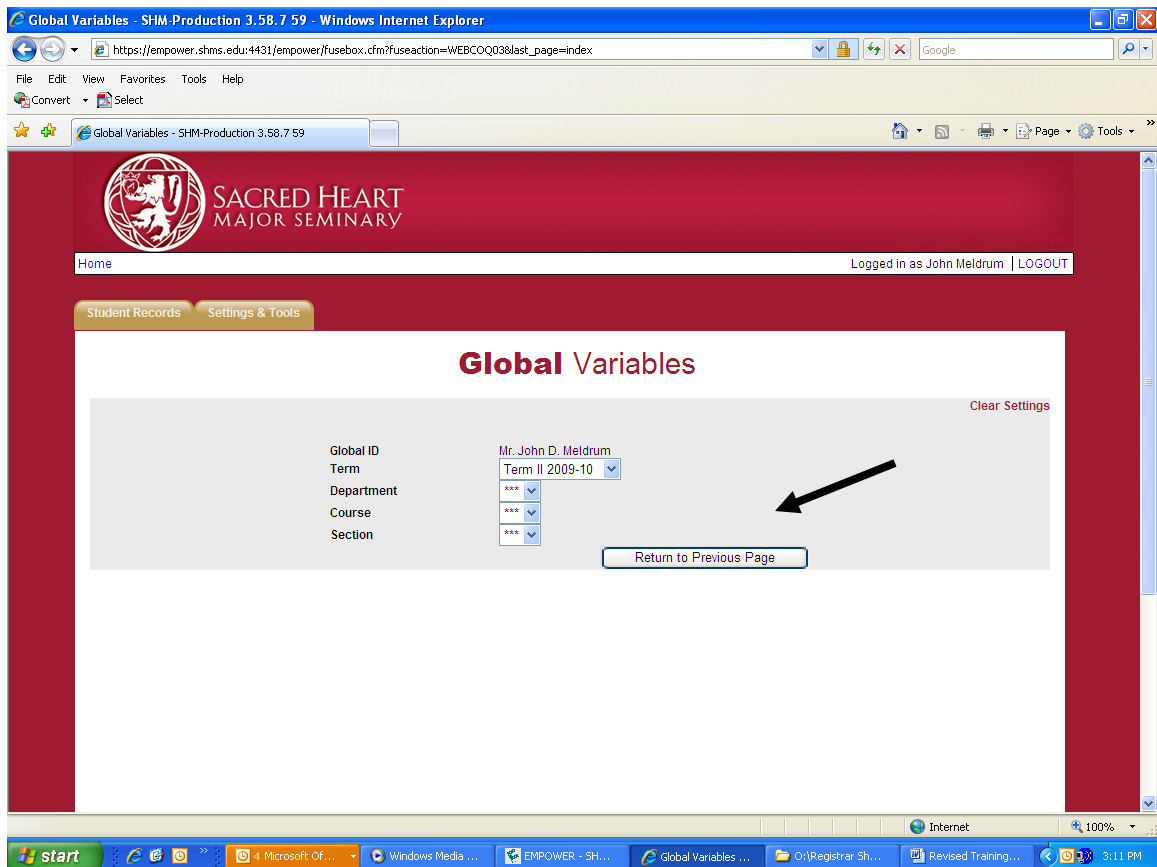 Global Variables - SHM-Production 3.58.7 59 - Windows Internet Explorer
https://empower.shms.edu:4431/empower/fusebox.cfm?fuseaction=WEBCOQ03&last_page=index
Google
File Edit View Favorites Tools Help
Convert Select
Global Variables - SHM-Production 3.58.7 59
Page Tools »
SACRED HEART
MAJOR SEMINARY
Home
Logged in as John Meldrum | LOGOUT
Student Records Settings & Tools
Global Variables
Clear Settings
Global ID Mr. John D. Meldrum
Term Term II 2009-10
Department ***
Course ***
Section ***
Return to Previous Page
Internet 100%
start » 4 Microsoft Of... Windows Media ... EMPOWER - SH... Global Variables ... O:\Registrar Sh... Revised Training... 3:11 PM